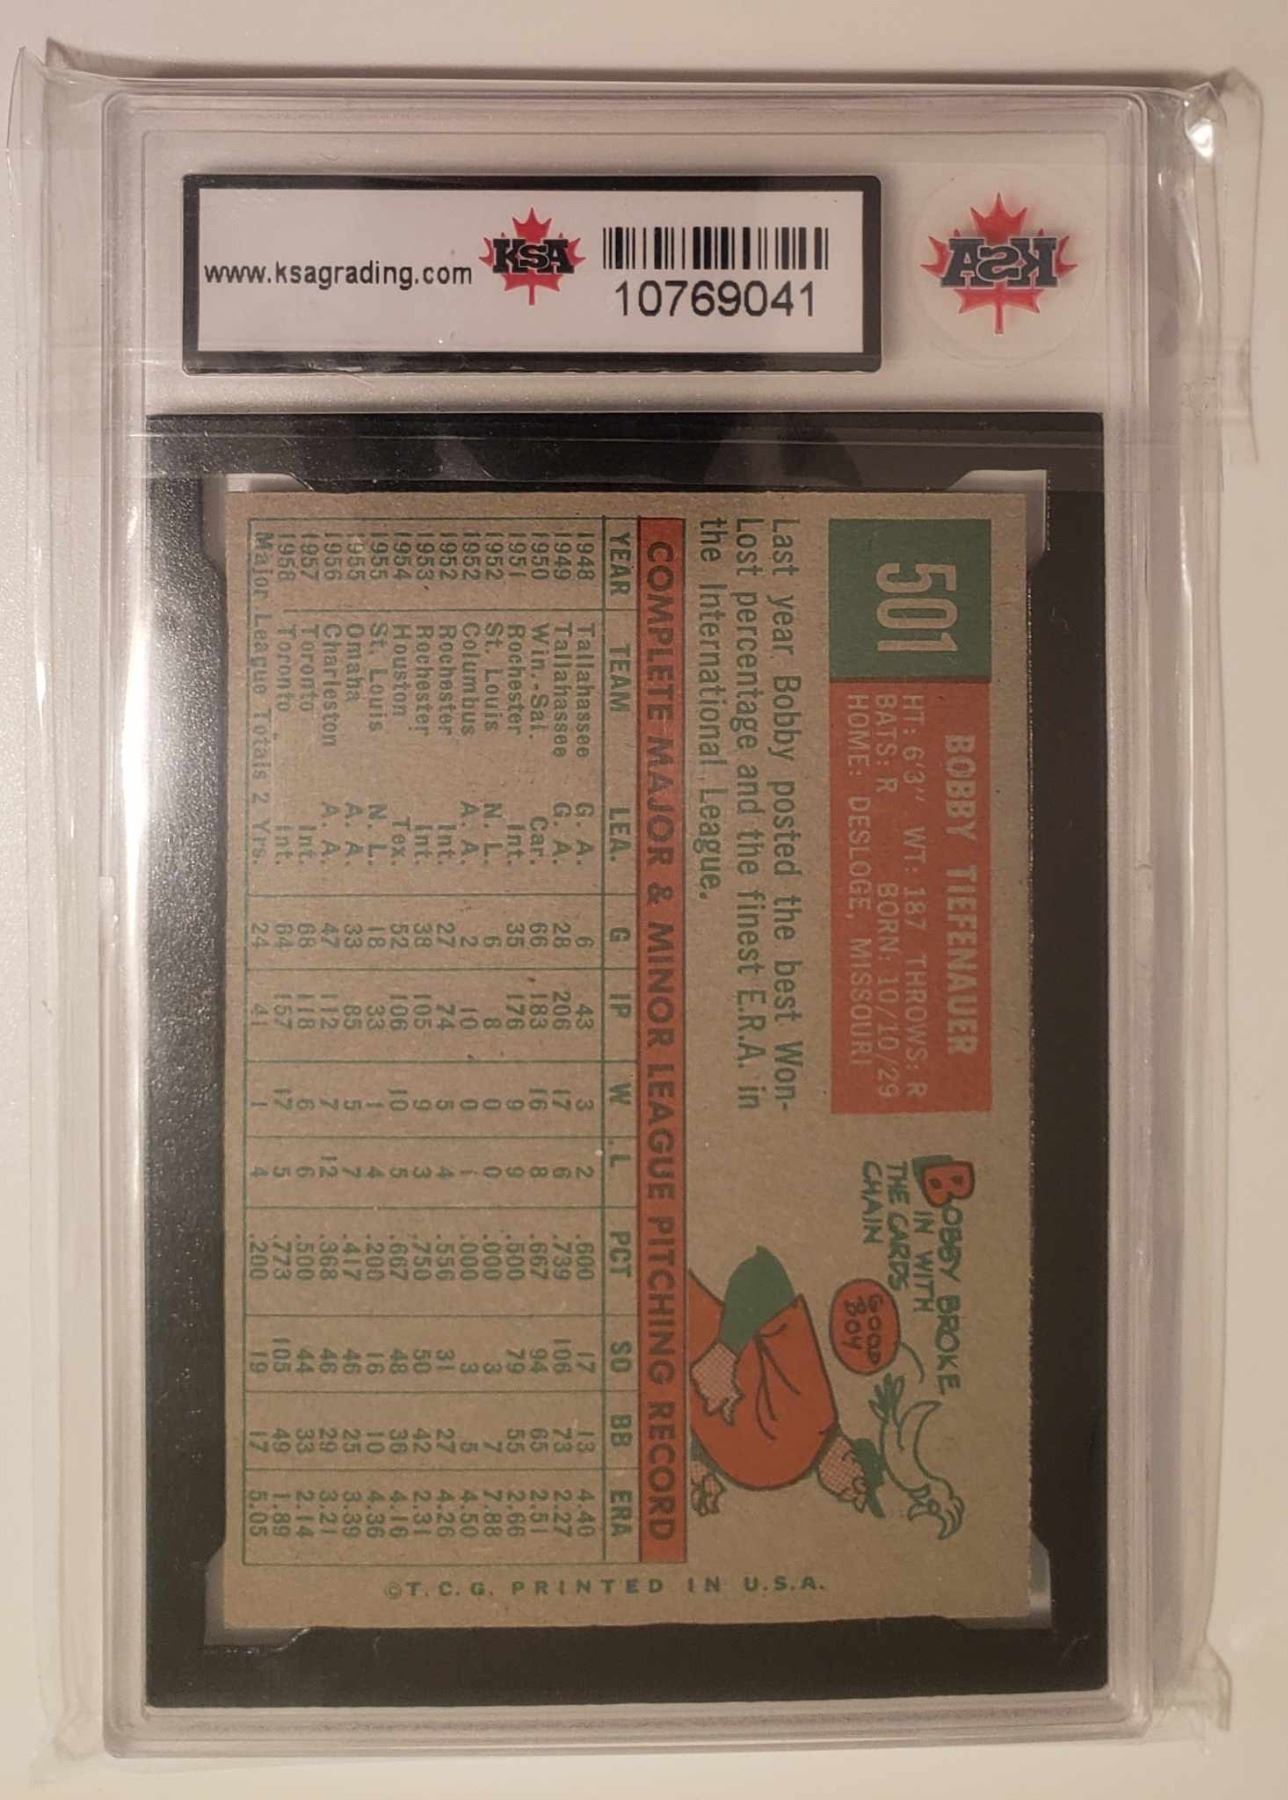 www.ksagrading.com
KSA
10769041
KSA
501
BOBBY TIEFENAUER
HT: 6'3" WT: 187 THROWS: R
BATS: R BORN: 10/10/29
HOME: DESLOGE, MISSOURI
BOBBY BROKE
IN WITH
THE CARDS
CHAIN
GOOD
BOY
Last year Bobby posted the best Won-
Lost percentage and the finest E.R.A. in
the International League.
COMPLETE MAJOR & MINOR LEAGUE PITCHING RECORD
YEAR TEAM LEA. G IP W L PCT SO BB ERA
1948 Tallahassee G. A. 6 43 3 2 .600 17 13 4.40
1949 Tallahassee G. A. 28 206 17 6 .739 106 73 2.27
1950 Win.-Sal. Car. 66 183 16 8 .667 94 65 2.51
1951 Rochester Int. 35 176 9 9 .500 79 55 2.66
1952 St. Louis N. L. 6 8 0 0 .000 3 7 7.88
1952 Columbus A. A. 2 10 0 1 .000 3 5 4.50
1952 Rochester Int. 27 74 5 4 .556 31 27 4.26
1953 Rochester Int. 38 105 9 3 .750 50 42 2.31
1954 Houston Tex. 52 106 10 5 .667 48 36 4.16
1955 St. Louis N. L. 18 33 1 4 .200 16 10 4.36
1955 Omaha A. A. 33 85 5 7 .417 46 25 3.39
1956 Charleston A. A. 47 112 7 12 .368 46 29 3.21
1957 Toronto Int. 68 118 6 6 .500 44 33 2.14
1958 Toronto Int. 64 157 17 5 .773 105 49 1.89
Major League Totals 2 Yrs. 24 41 1 4 .200 19 17 5.05
©T. C. G. PRINTED IN U.S.A.